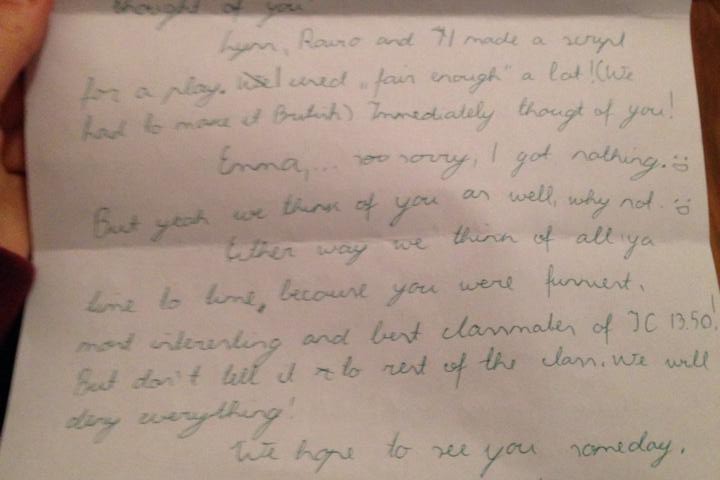 thought of you
Lynn, Rauro and I made a script
for a play. We used „fair enough" a lot! (We
had to make it British) Immediately thougt of you!
Emma,... soo sorry, I got nothing. :)
But yeah we think of you as well, why not. :)
Either way we think of all ya
time to time, because you were funniest,
most interesting and best classmates of IC 13.50!
But don't tell it to rest of the class. We will
deny everything!
We hope to see you someday.